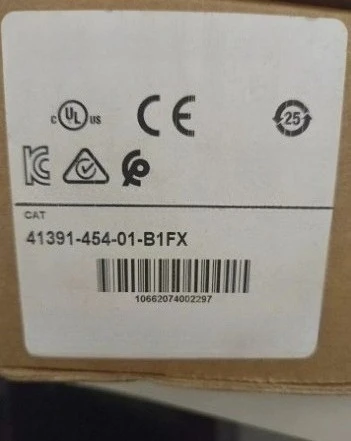 c UL us CE 25
CAT
41391-454-01-B1FX
10662074002297